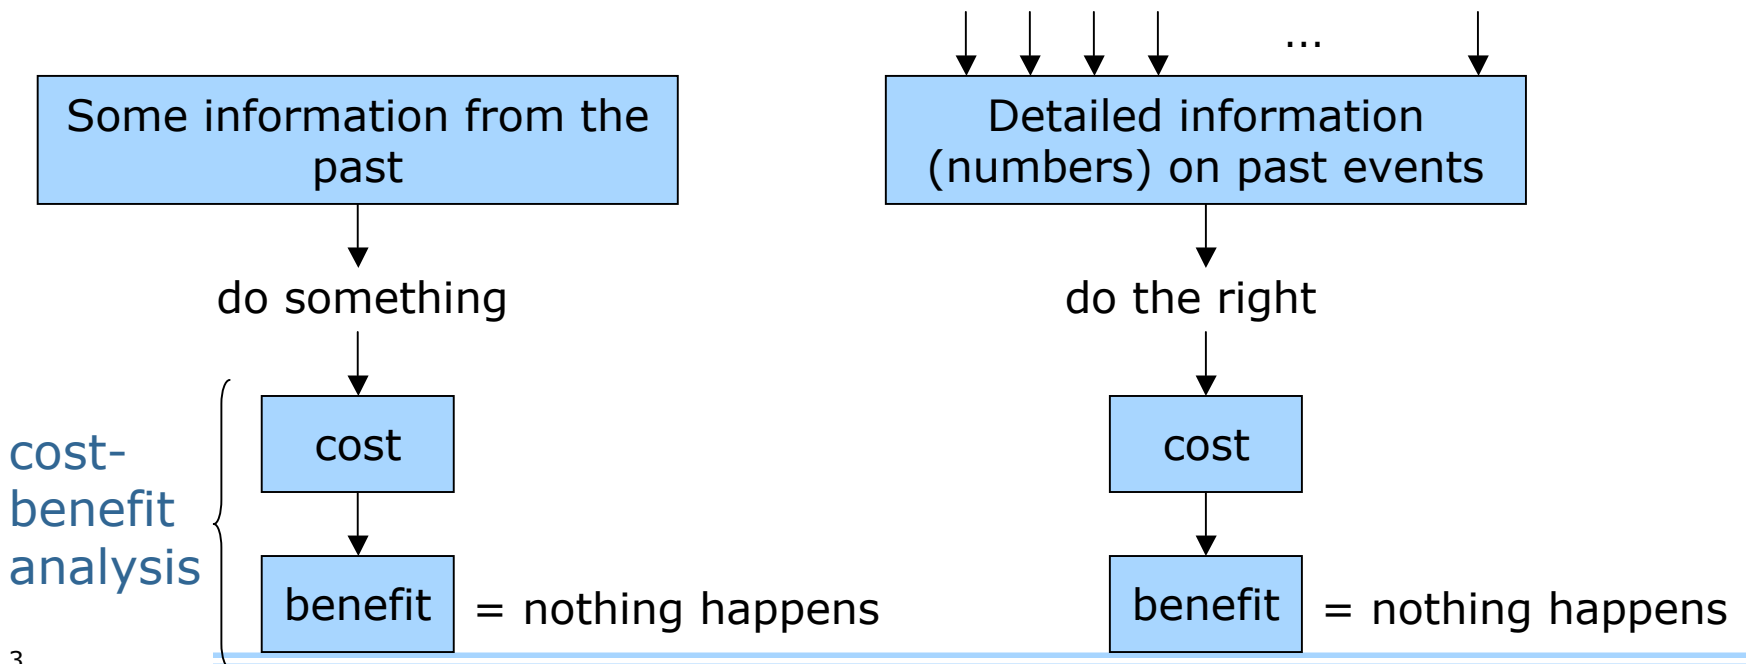 ...
Some information from the
past
Detailed information
(numbers) on past events
do something
do the right
cost-
benefit
analysis
cost
cost
benefit
= nothing happens
benefit
= nothing happens
3